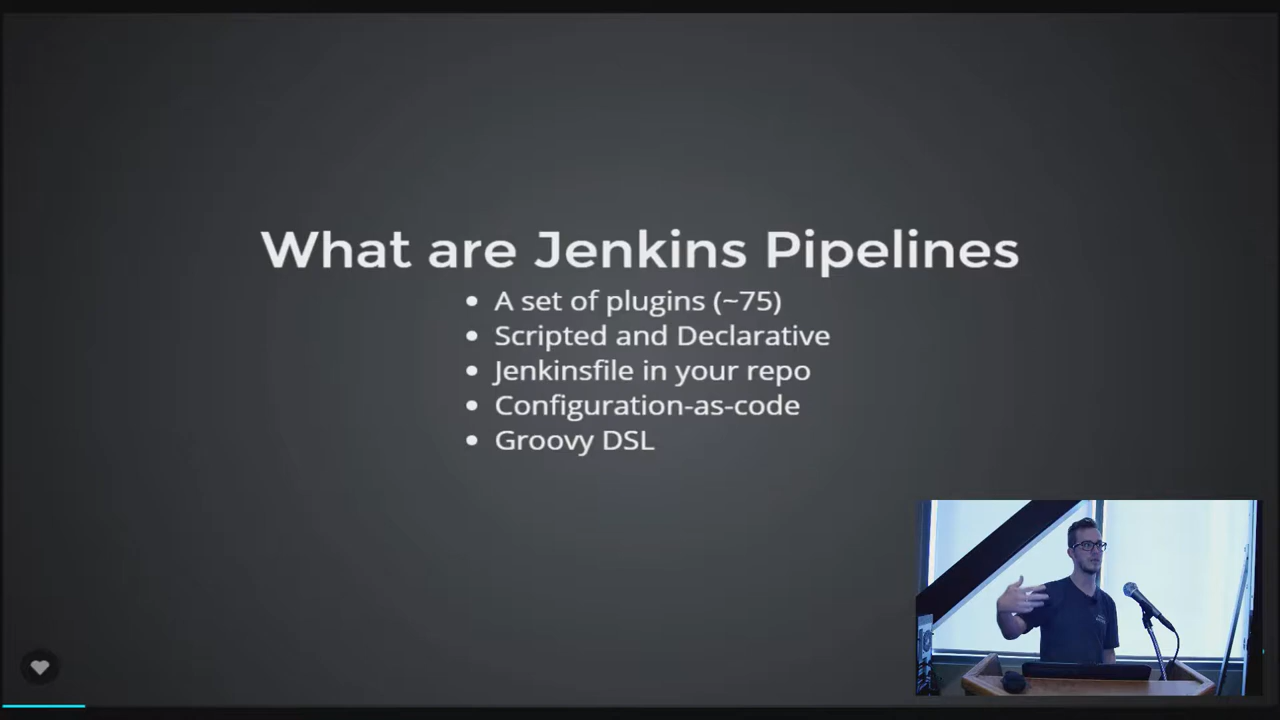 What are Jenkins Pipelines
A set of plugins (~75)
Scripted and Declarative
Jenkinsfile in your repo
Configuration-as-code
Groovy DSL